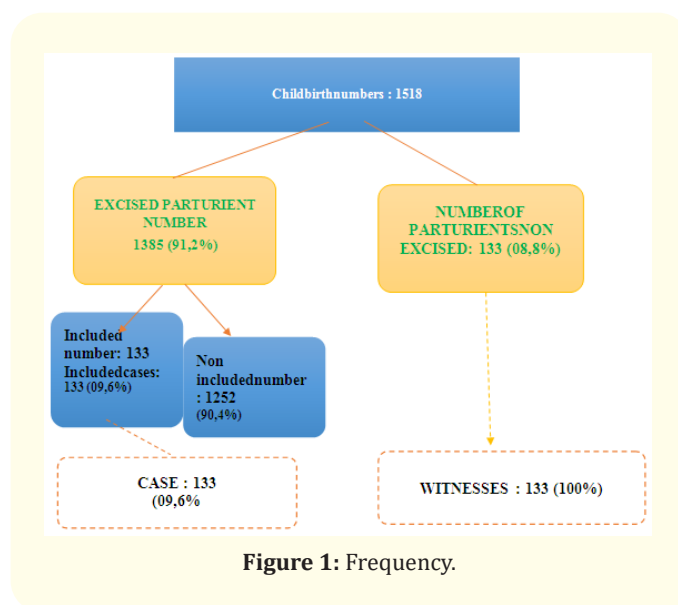 Childbirthnumbers : 1518
EXCISED PARTURIENT
NUMBER
1385 (91,2%)
NUMBEROF
PARTURIENTSNON
EXCISED: 133 (08,8%)
Included
number: 133
Includedcases:
133 (09,6%)
Non
includednumber
: 1252
(90,4%)
CASE : 133
(09,6%
WITNESSES : 133 (100%)
Figure 1: Frequency.